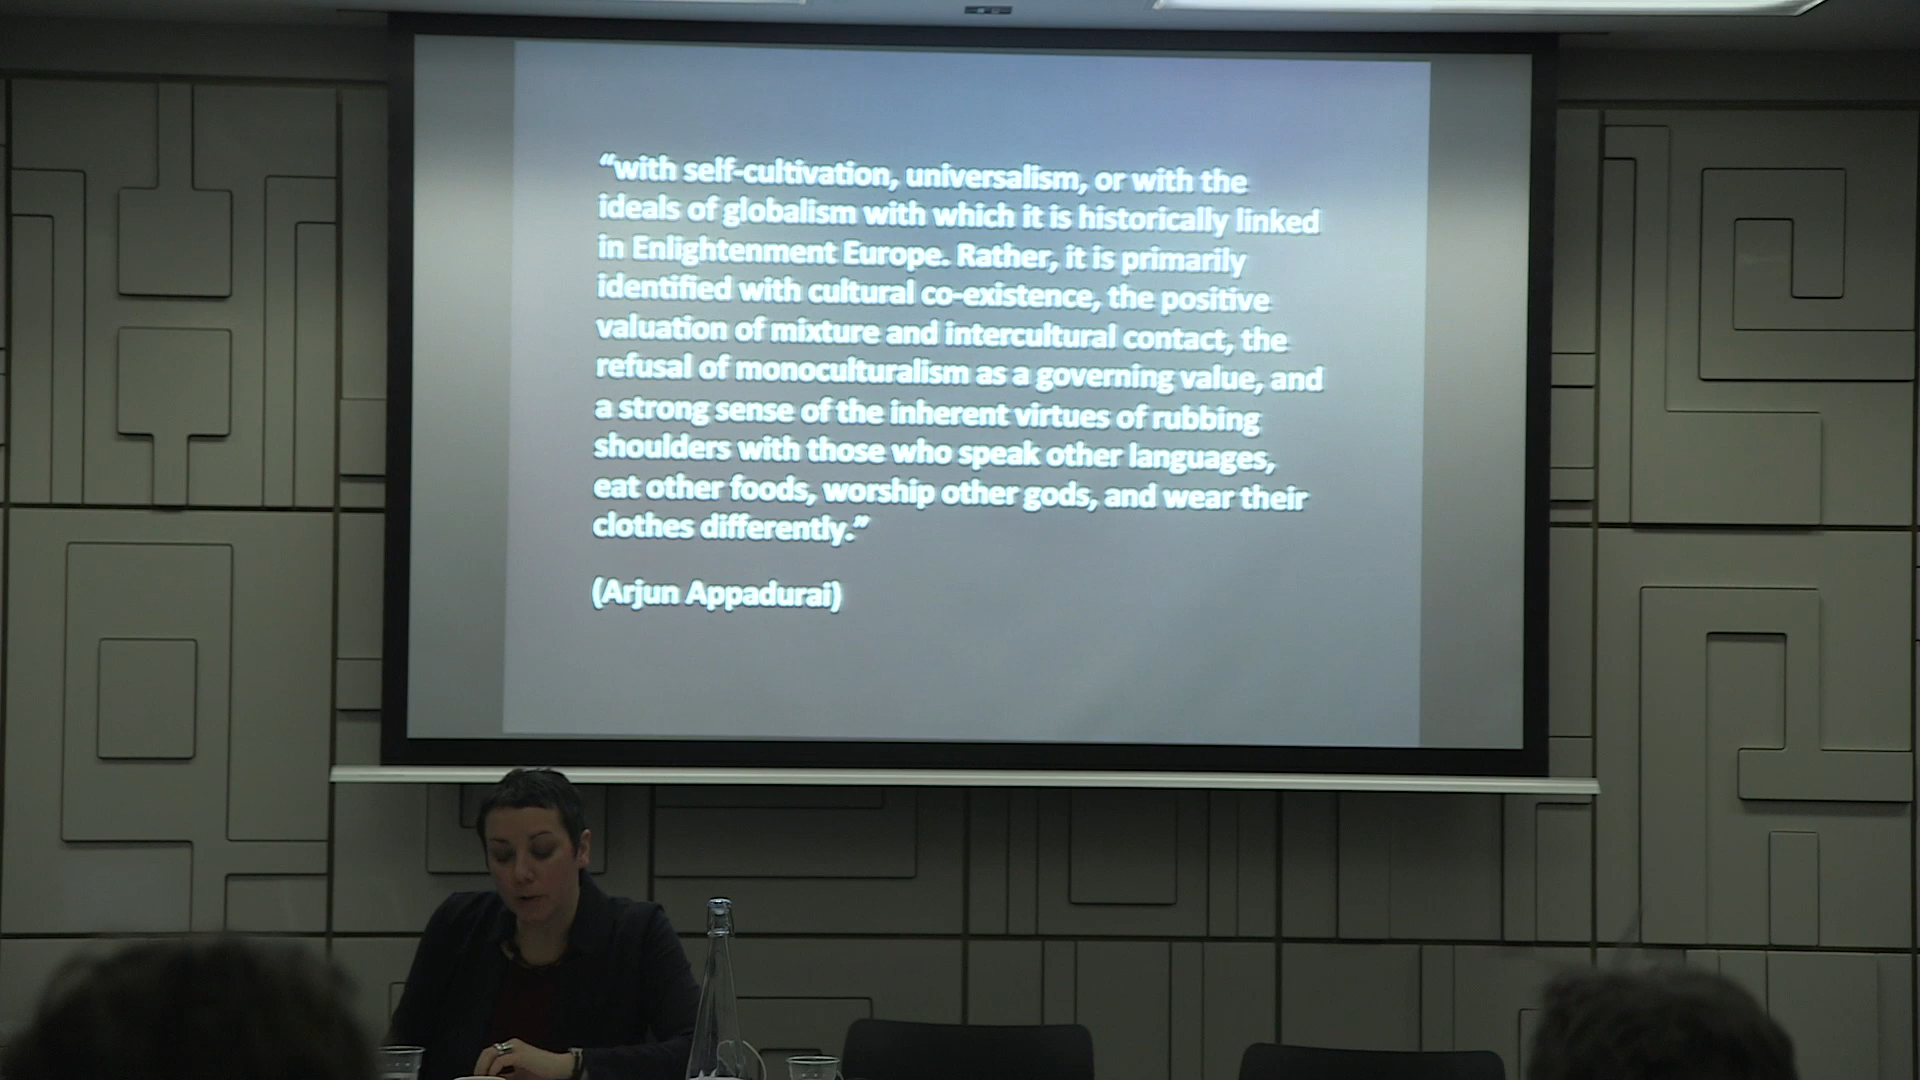 “with self-cultivation, universalism, or with the
ideals of globalism with which it is historically linked
in Enlightenment Europe. Rather, it is primarily
identified with cultural co-existence, the positive
valuation of mixture and intercultural contact, the
refusal of monoculturalism as a governing value, and
a strong sense of the inherent virtues of rubbing
shoulders with those who speak other languages,
eat other foods, worship other gods, and wear their
clothes differently.”
(Arjun Appadurai)